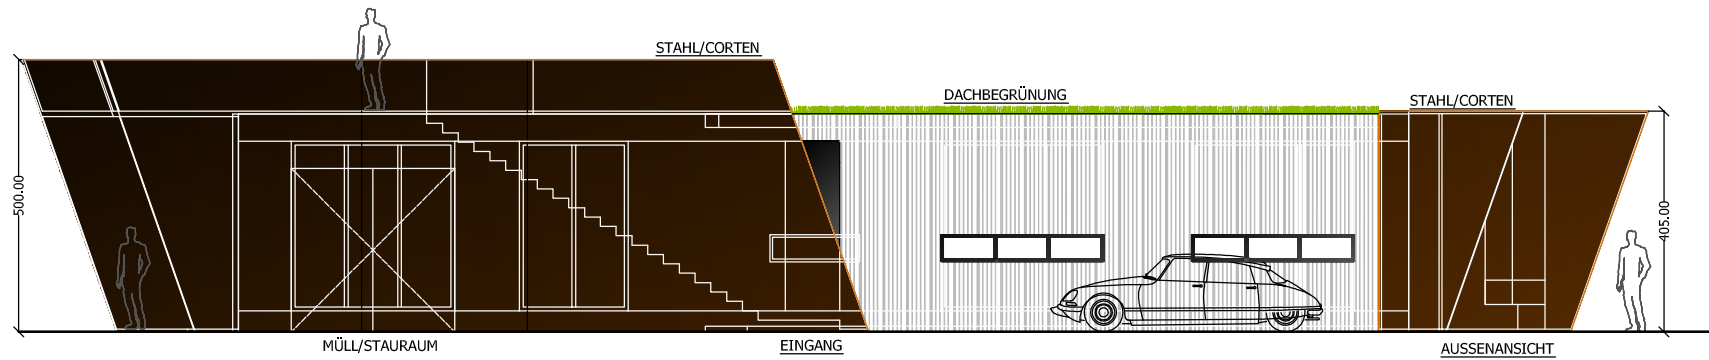 STAHL/CORTEN
DACHBEGRÜNUNG
STAHL/CORTEN
500.00
405.00
MÜLL/STAURAUM
EINGANG
AUSSENANSICHT